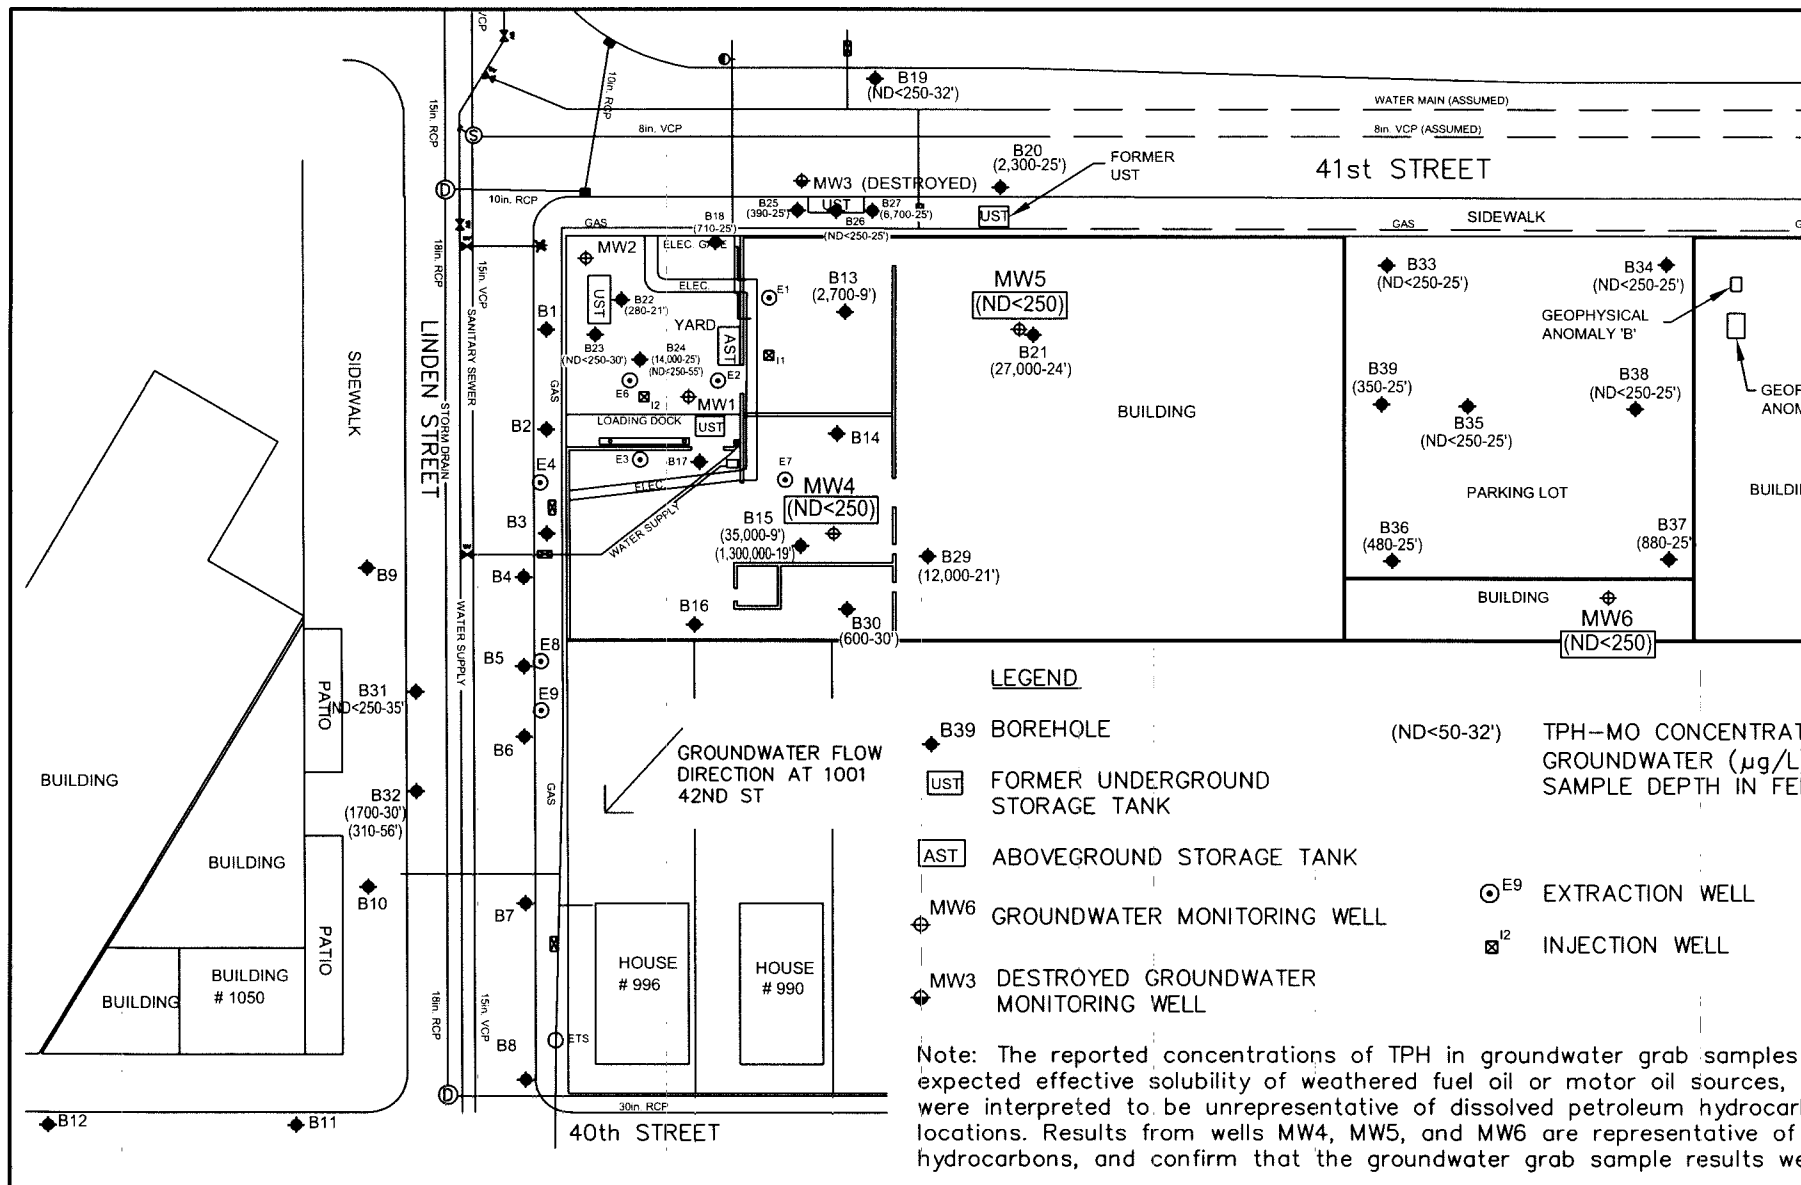 VCP
15in. RCP
10in. RCP
B19
(ND<250-32')
WATER MAIN (ASSUMED)
8in. VCP
8in. VCP (ASSUMED)
S
D
10in. RCP
B20
(2,300-25')
FORMER
UST
41st STREET
MW3 (DESTROYED)
B25
(390-25')
UST
B27
(6,700-25')
B26
(ND<250-25')
UST
SIDEWALK
GAS
GAS
G
GAS
B18
(710-25')
ELEC. GATE
18in. RCP
15in. VCP
MW2
ELEC.
UST
B22
(280-21')
E1
B13
(2,700-9')
MW5
(ND<250)
B21
(27,000-24')
B33
(ND<250-25')
B34
(ND<250-25')
GEOPHYSICAL
ANOMALY 'B'
B1
YARD
AST
B23
(ND<250-30')
B24
(14,000-25')
(ND<250-55')
I1
LINDEN STREET
SANITARY SEWER
SIDEWALK
STORM DRAIN
GAS
E6
I2
E2
MW1
LOADING DOCK
UST
B39
(350-25')
B38
(ND<250-25')
B35
(ND<250-25')
BUILDING
B2
B14
E4
E3
B17
ELEC.
E7
MW4
(ND<250)
PARKING LOT
B3
WATER SUPPLY
B15
(35,000-9')
(1,300,000-19')
B36
(480-25')
B37
(880-25'
B9
B4
B29
(12,000-21')
BUILDING
MW6
(ND<250)
WATER SUPPLY
B16
B30
(600-30')
B5
E8
PATIO
B31
(ND<250-35'
E9
B6
LEGEND
B39 BOREHOLE
(ND<50-32')
SAMPLE DEPTH IN
GROUNDWATER FLOW
DIRECTION AT 1001
42ND ST
BUILDING
UST FORMER UNDERGROUND
STORAGE TANK
GAS
B32
(1700-30')
(310-56')
BUILDING
AST ABOVEGROUND STORAGE TANK
B10
E9 EXTRACTION WELL
B7
MW6 GROUNDWATER MONITORING WELL
PATIO
I2 INJECTION WELL
BUILDING
BUILDING
# 1050
HOUSE
# 996
HOUSE
# 990
MW3 DESTROYED GROUNDWATER
MONITORING WELL
18in. RCP
15in. VCP
B8
ETS
D
30in. RCP
B12
B11
40th STREET
Note: The reported concentrations of TPH in groundwater grab samples
expected effective solubility of weathered fuel oil or motor oil sources,
were interpreted to be unrepresentative of dissolved petroleum
locations. Results from wells MW4, MW5, and MW6 are representative of
hydrocarbons, and confirm that the groundwater grab sample results